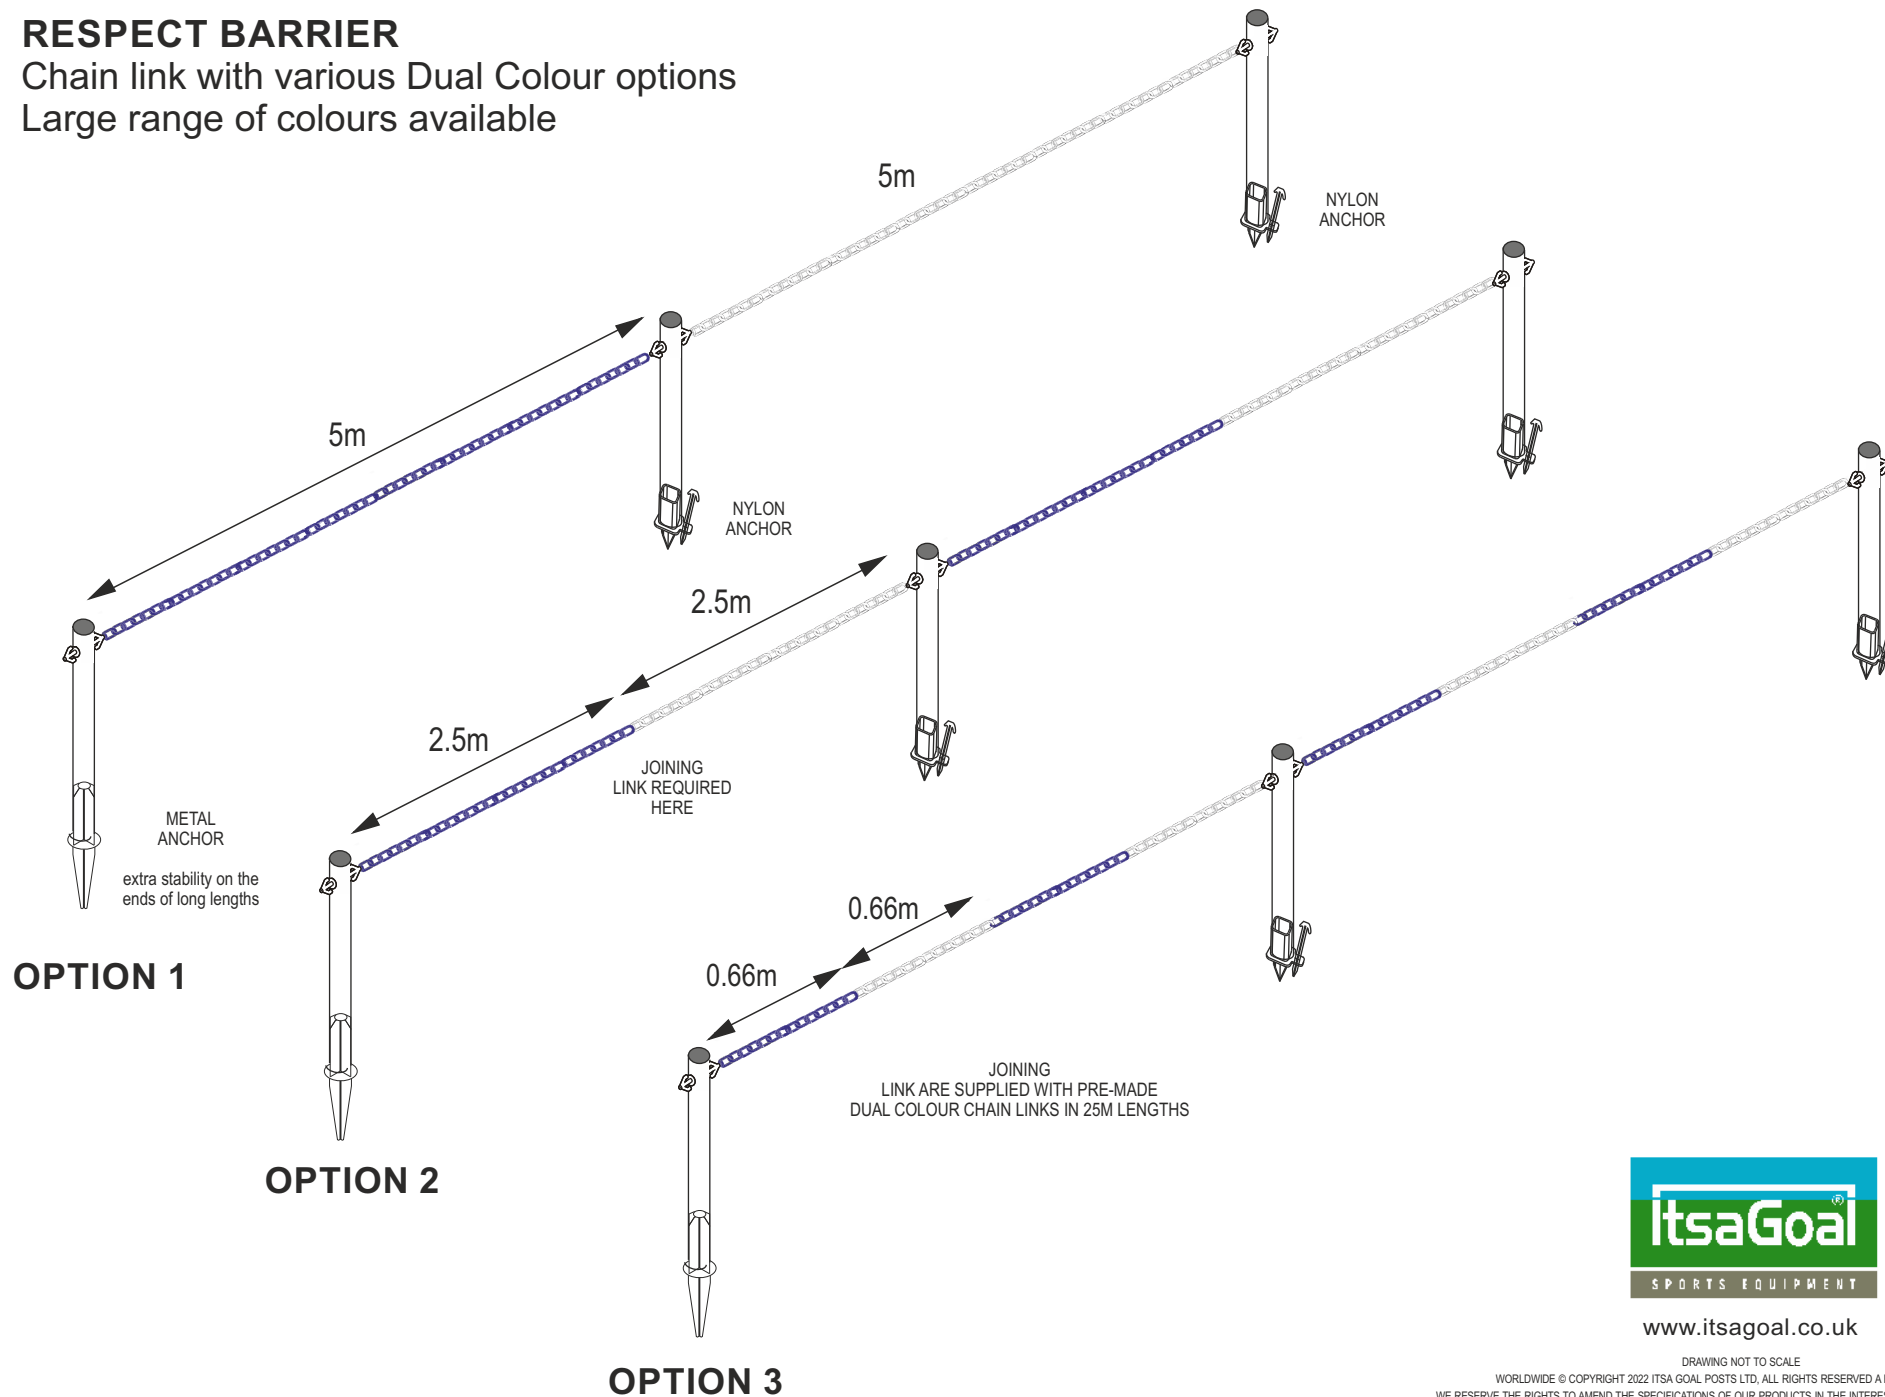 RESPECT BARRIER
Chain link with various Dual Colour options
Large range of colours available
5m
NYLON
ANCHOR
5m
NYLON
ANCHOR
2.5m
2.5m
JOINING
LINK REQUIRED
HERE
METAL
ANCHOR
extra stability on the
ends of long lengths
OPTION 1
0.66m
0.66m
JOINING
LINK ARE SUPPLIED WITH PRE-MADE
DUAL COLOUR CHAIN LINKS IN 25M LENGTHS
OPTION 2
OPTION 3
ItsaGoal®
SPORTS EQUIPMENT
www.itsagoal.co.uk
DRAWING NOT TO SCALE
WORLDWIDE © COPYRIGHT 2022 ITSA GOAL POSTS LTD, ALL RIGHTS RESERVED A
WE RESERVE THE RIGHTS TO AMEND THE SPECIFICATIONS OF OUR PRODUCTS IN THE